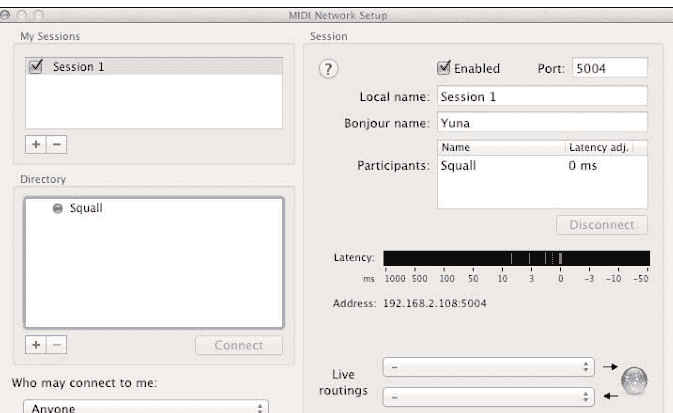 MIDI Network Setup
My Sessions
Session 1
+ −
Directory
Squall
+ −
Connect
Who may connect to me:
Anyone
Session
?
Enabled Port: 5004
Local name: Session 1
Bonjour name: Yuna
Name Latency adj.
Participants: Squall 0 ms
Disconnect
Latency:
ms 1000 500 100 50 10 3 0 -3 -10 -50
Address: 192.168.2.108:5004
Live
routings
--
--